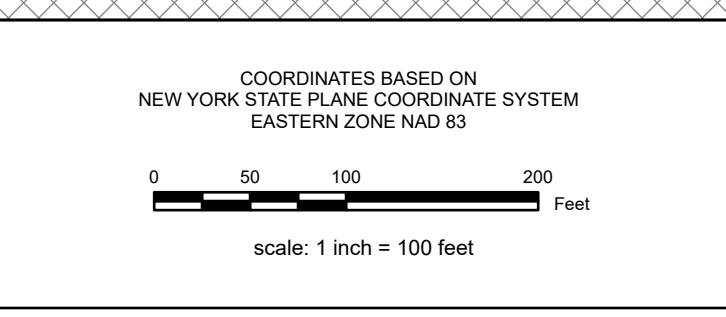 COORDINATES BASED ON
NEW YORK STATE PLANE COORDINATE SYSTEM
EASTERN ZONE NAD 83
0 50 100 200
Feet
scale: 1 inch = 100 feet